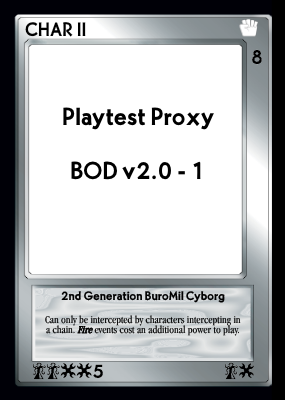 CHAR II
8
Playtest Proxy
BOD v2.0 - 1
2nd Generation BuroMil Cyborg
Can only be intercepted by characters intercepting in
a chain. Fire events cost an additional power to play.
5